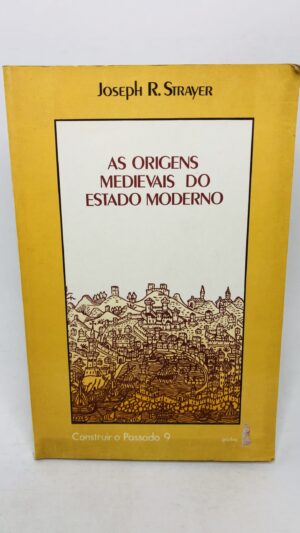 Joseph R. Strayer
AS ORIGENS
MEDIEVAIS DO
ESTADO MODERNO
Construir o Passado 9